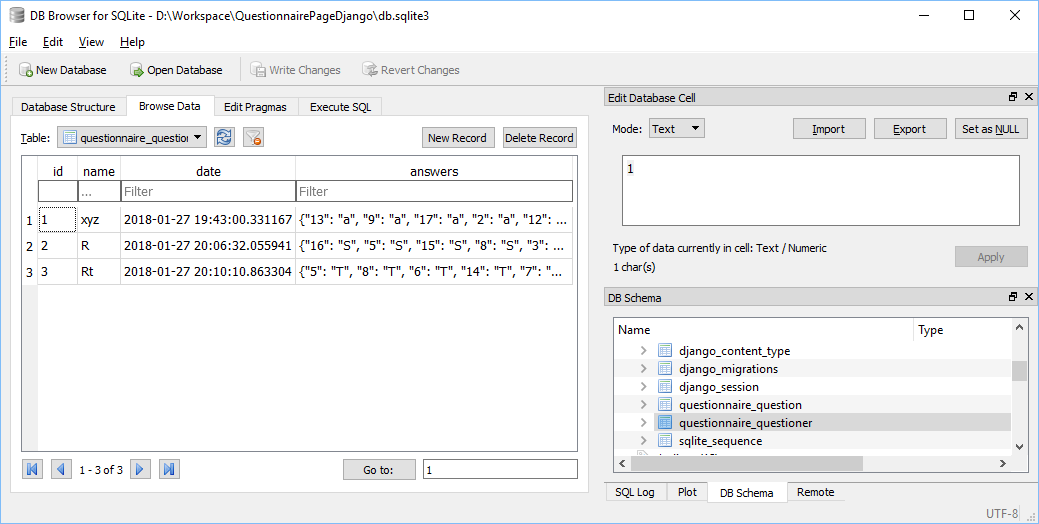 DB Browser for SQLite - D:\Workspace\QuestionnairePageDjango\db.sqlite3
File Edit View Help
New Database Open Database Write Changes Revert Changes
Database Structure Browse Data Edit Pragmas Execute SQL
Table: questionnaire_question New Record Delete Record
id name date answers
... Filter Filter
1 1 xyz 2018-01-27 19:43:00.331167 {"13": "a", "9": "a", "17": "a", "2": "a", "12": ...
2 2 R 2018-01-27 20:06:32.055941 {"16": "S", "5": "S", "15": "S", "8": "S", "3": ...
3 3 Rt 2018-01-27 20:10:10.863304 {"5": "T", "8": "T", "6": "T", "14": "T", "7": "...
1 - 3 of 3 Go to: 1
Edit Database Cell
Mode: Text Import Export Set as NULL
1
Type of data currently in cell: Text / Numeric
1 char(s)
Apply
DB Schema
Name Type
django_content_type
django_migrations
django_session
questionnaire_question
questionnaire_questioner
sqlite_sequence
SQL Log Plot DB Schema Remote
UTF-8